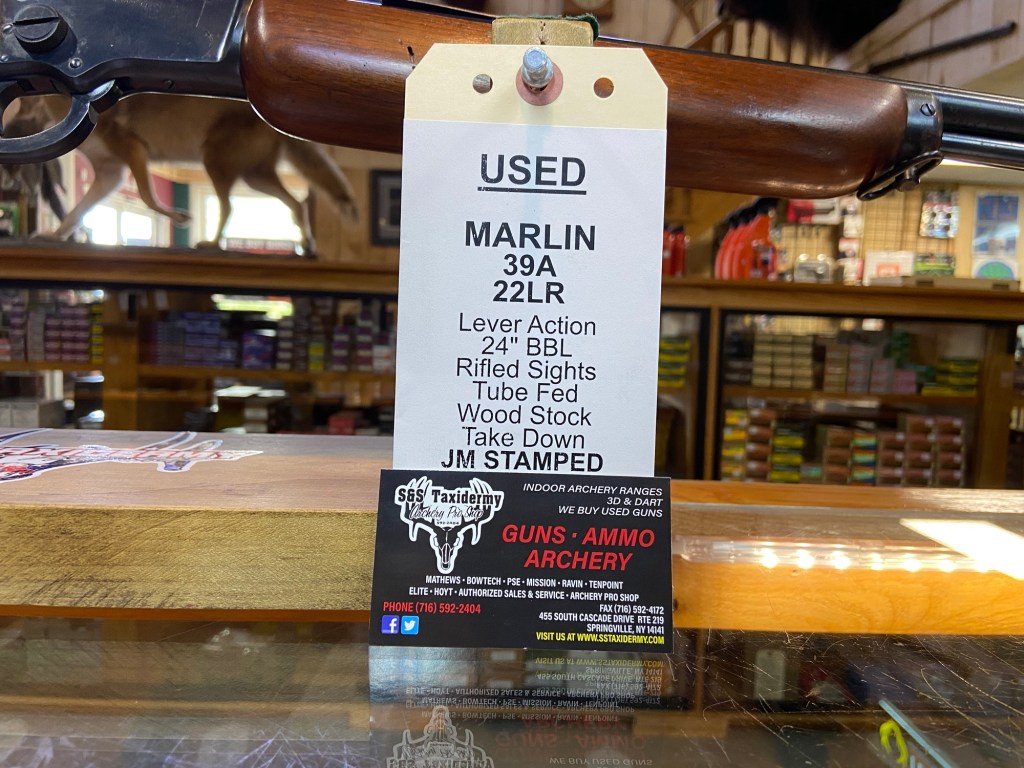 USED
MARLIN
39A
22LR
Lever Action
24" BBL
Rifled Sights
Tube Fed
Wood Stock
Take Down
JM STAMPED
S&S Taxidermy
Archery Pro Shop
INDOOR ARCHERY RANGES
3D & DART
WE BUY USED GUNS
GUNS · AMMO
ARCHERY
MATHEWS · BOWTECH · PSE · MISSION · RAVIN · TENPOINT
ELITE · HOYT · AUTHORIZED SALES & SERVICE · ARCHERY PRO SHOP
PHONE (716) 592-2404
FAX (716) 592-4172
455 SOUTH CASCADE DRIVE RTE 219
SPRINGVILLE, NY 14141
VISIT US AT WWW.SSTAXIDERMY.COM